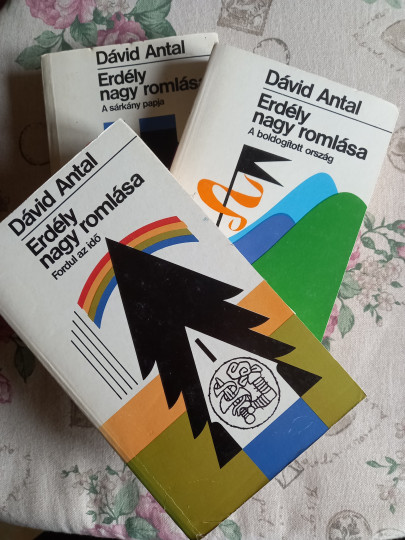 Dávid Antal
Erdély
nagy romlása
A sárkány papja
Dávid Antal
Erdély
nagy romlása
A boldogított ország
Dávid Antal
Erdély
nagy romlása
Fordul az idő